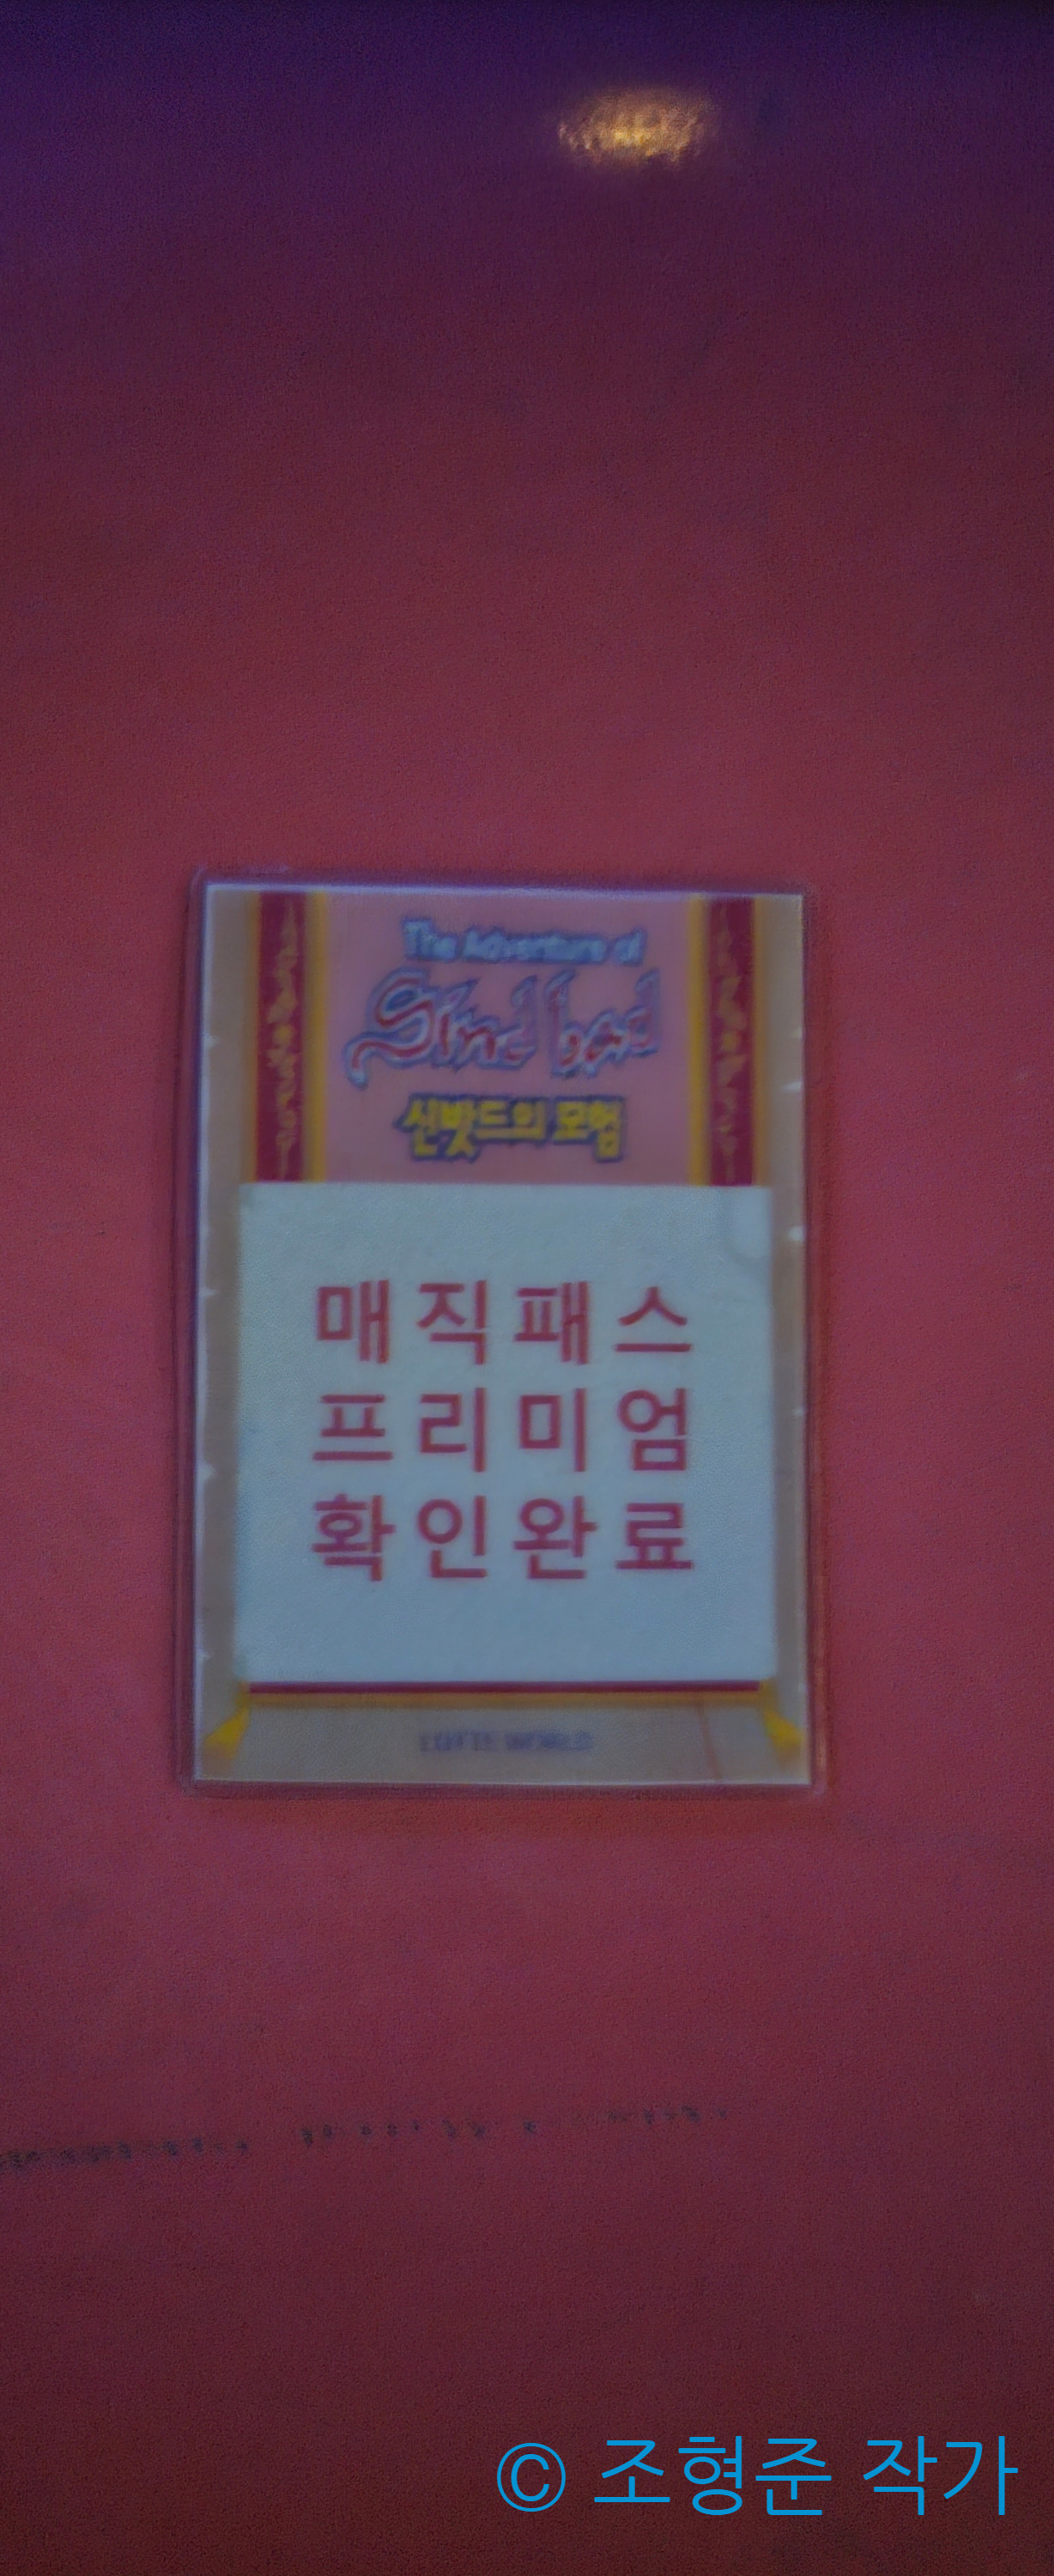 The Adventure of
Sindbad
신밧드의 모험
매직패스
프리미엄
확인완료
LOTTE WORLD
© 조형준 작가